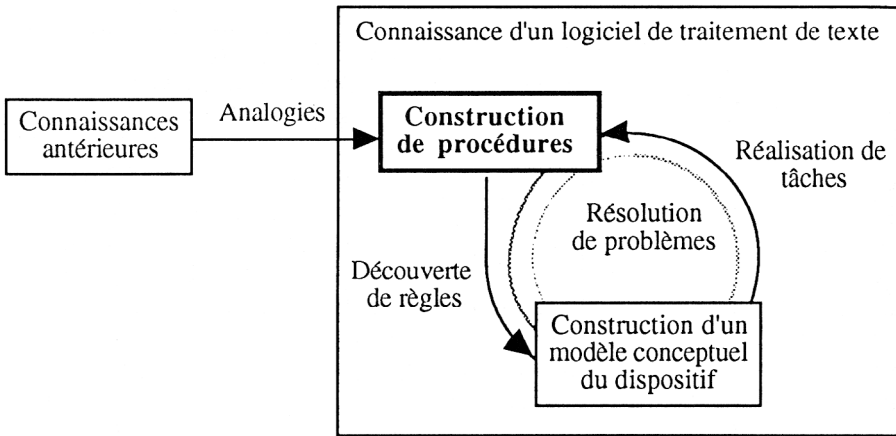 Connaissance d'un logiciel de traitement de texte
Connaissances
antérieures
Analogies
Construction
de procédures
Réalisation de
tâches
Résolution
de problèmes
Découverte
de règles
Construction d'un
modèle conceptuel
du dispositif